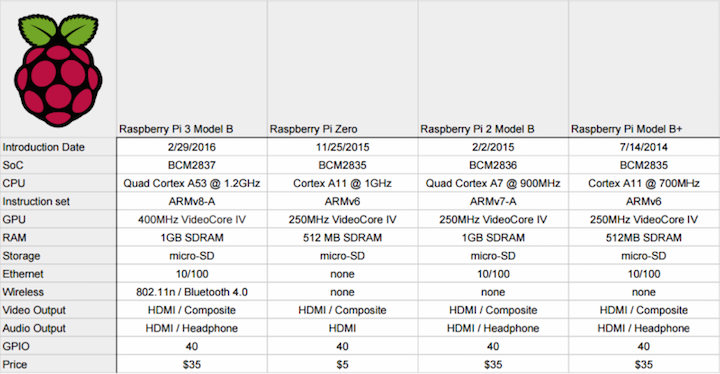 Raspberry Pi 3 Model B Raspberry Pi Zero Raspberry Pi 2 Model B Raspberry Pi Model B+
Introduction Date 2/29/2016 11/25/2015 2/2/2015 7/14/2014
SoC BCM2837 BCM2835 BCM2836 BCM2835
CPU Quad Cortex A53 @ 1.2GHz Cortex A11 @ 1GHz Quad Cortex A7 @ 900MHz Cortex A11 @ 700MHz
Instruction set ARMv8-A ARMv6 ARMv7-A ARMv6
GPU 400MHz VideoCore IV 250MHz VideoCore IV 250MHz VideoCore IV 250MHz VideoCore IV
RAM 1GB SDRAM 512 MB SDRAM 1GB SDRAM 512MB SDRAM
Storage micro-SD micro-SD micro-SD micro-SD
Ethernet 10/100 none 10/100 10/100
Wireless 802.11n / Bluetooth 4.0 none none none
Video Output HDMI / Composite HDMI / Composite HDMI / Composite HDMI / Composite
Audio Output HDMI / Headphone HDMI HDMI / Headphone HDMI / Headphone
GPIO 40 40 40 40
Price $35 $5 $35 $35